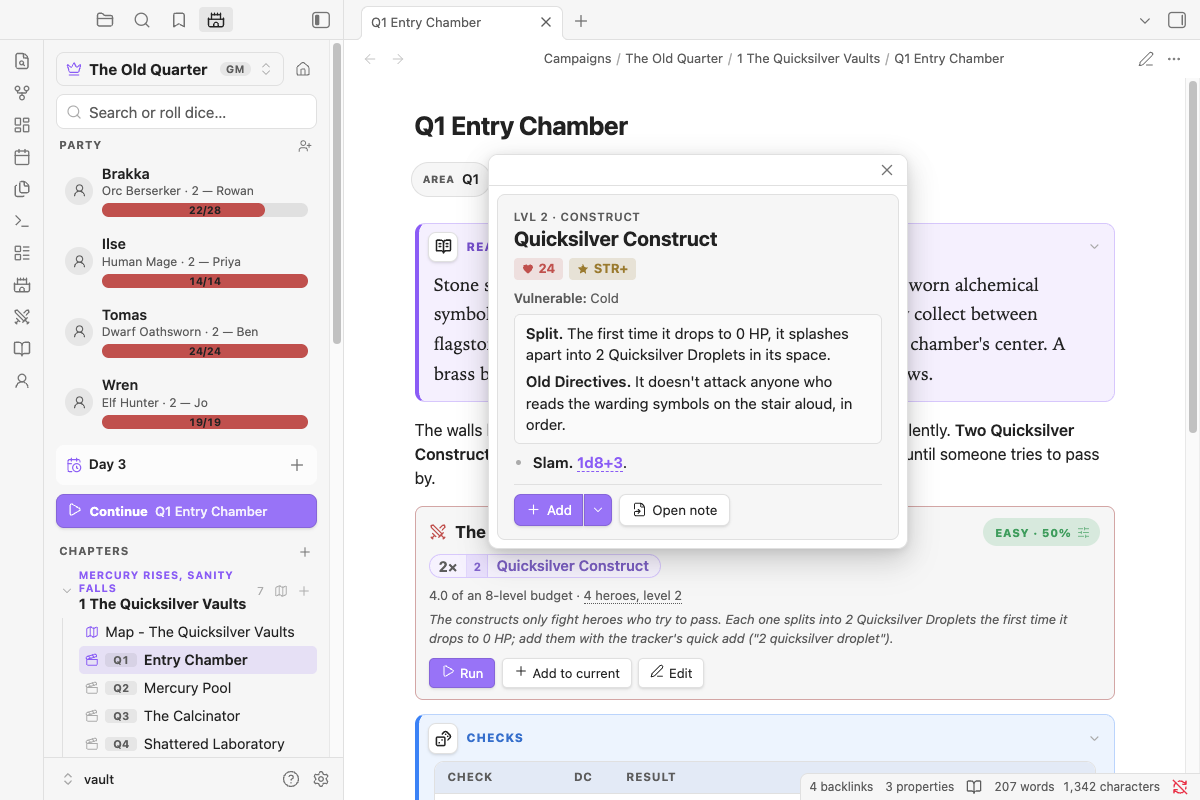 Q1 Entry Chamber
The Old Quarter GM
Search or roll dice...
PARTY
Brakka
Orc Berserker · 2 — Rowan
22/28
Ilse
Human Mage · 2 — Priya
14/14
Tomas
Dwarf Oathsworn · 2 — Ben
24/24
Wren
Elf Hunter · 2 — Jo
19/19
Day 3
Continue Q1 Entry Chamber
CHAPTERS
MERCURY RISES, SANITY
FALLS
7
1 The Quicksilver Vaults
Map - The Quicksilver Vaults
Q1 Entry Chamber
Q2 Mercury Pool
Q3 The Calcinator
Q4 Shattered Laboratory
vault
Campaigns / The Old Quarter / 1 The Quicksilver Vaults / Q1 Entry Chamber
Q1 Entry Chamber
AREA Q1
Stone
worn alchemical
collect between
chamber's center. A
brass
The walls
Two Quicksilver
until someone tries to pass
by.
LVL 2 · CONSTRUCT
Quicksilver Construct
24 STR+
Vulnerable: Cold
Split. The first time it drops to 0 HP, it splashes
apart into 2 Quicksilver Droplets in its space.
Old Directives. It doesn't attack anyone who
reads the warding symbols on the stair aloud, in
order.
Slam. 1d8+3.
Add Open note
The
EASY · 50%
2× 2 Quicksilver Construct
4.0 of an 8-level budget · 4 heroes, level 2
The constructs only fight heroes who try to pass. Each one splits into 2 Quicksilver Droplets the first time it
drops to 0 HP; add them with the tracker's quick add ("2 quicksilver droplet").
Run Add to current Edit
CHECKS
CHECK DC RESULT
4 backlinks 3 properties 207 words 1,342 characters